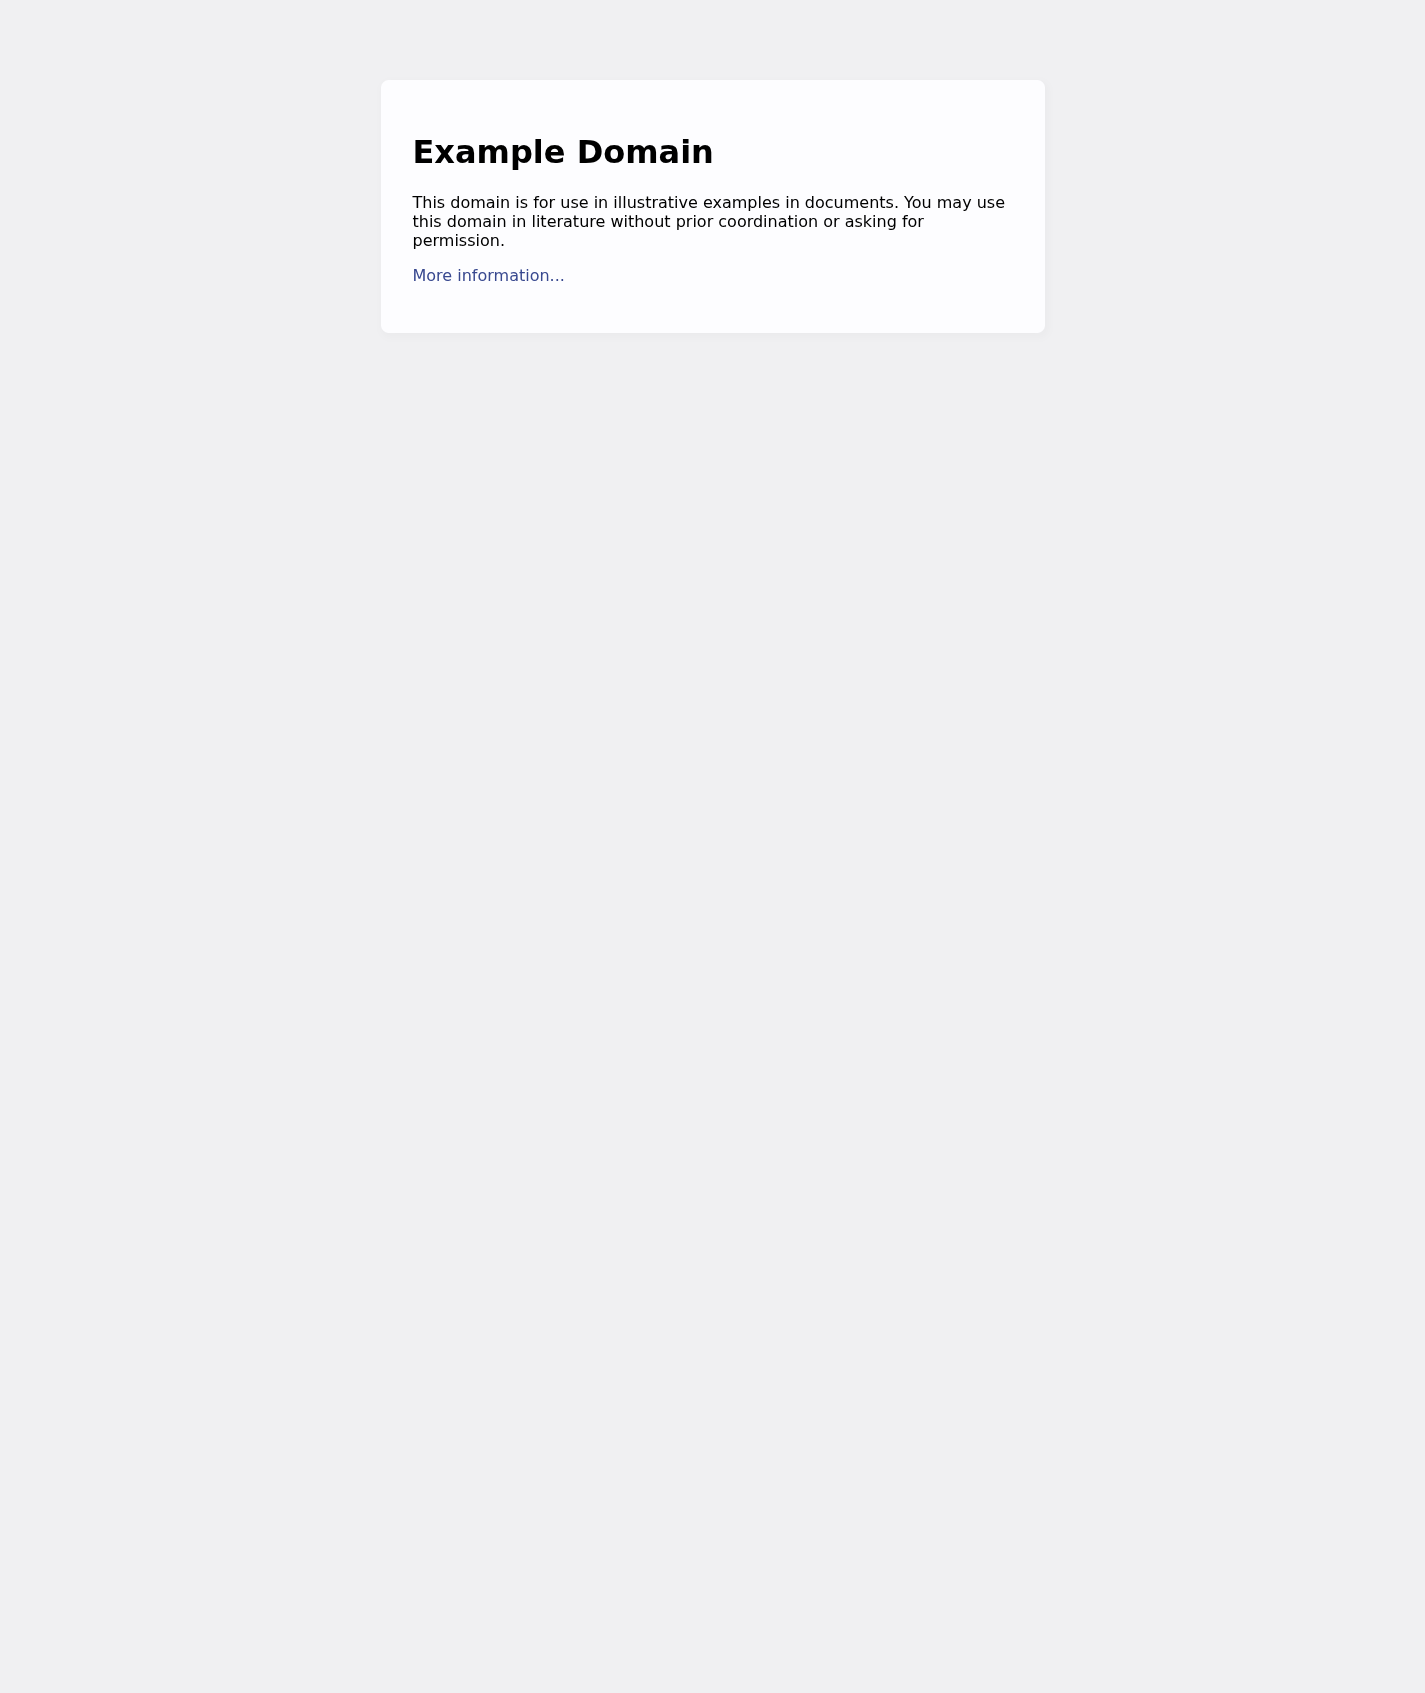 Example Domain
This domain is for use in illustrative examples in documents. You may use
this domain in literature without prior coordination or asking for
permission.
More information...